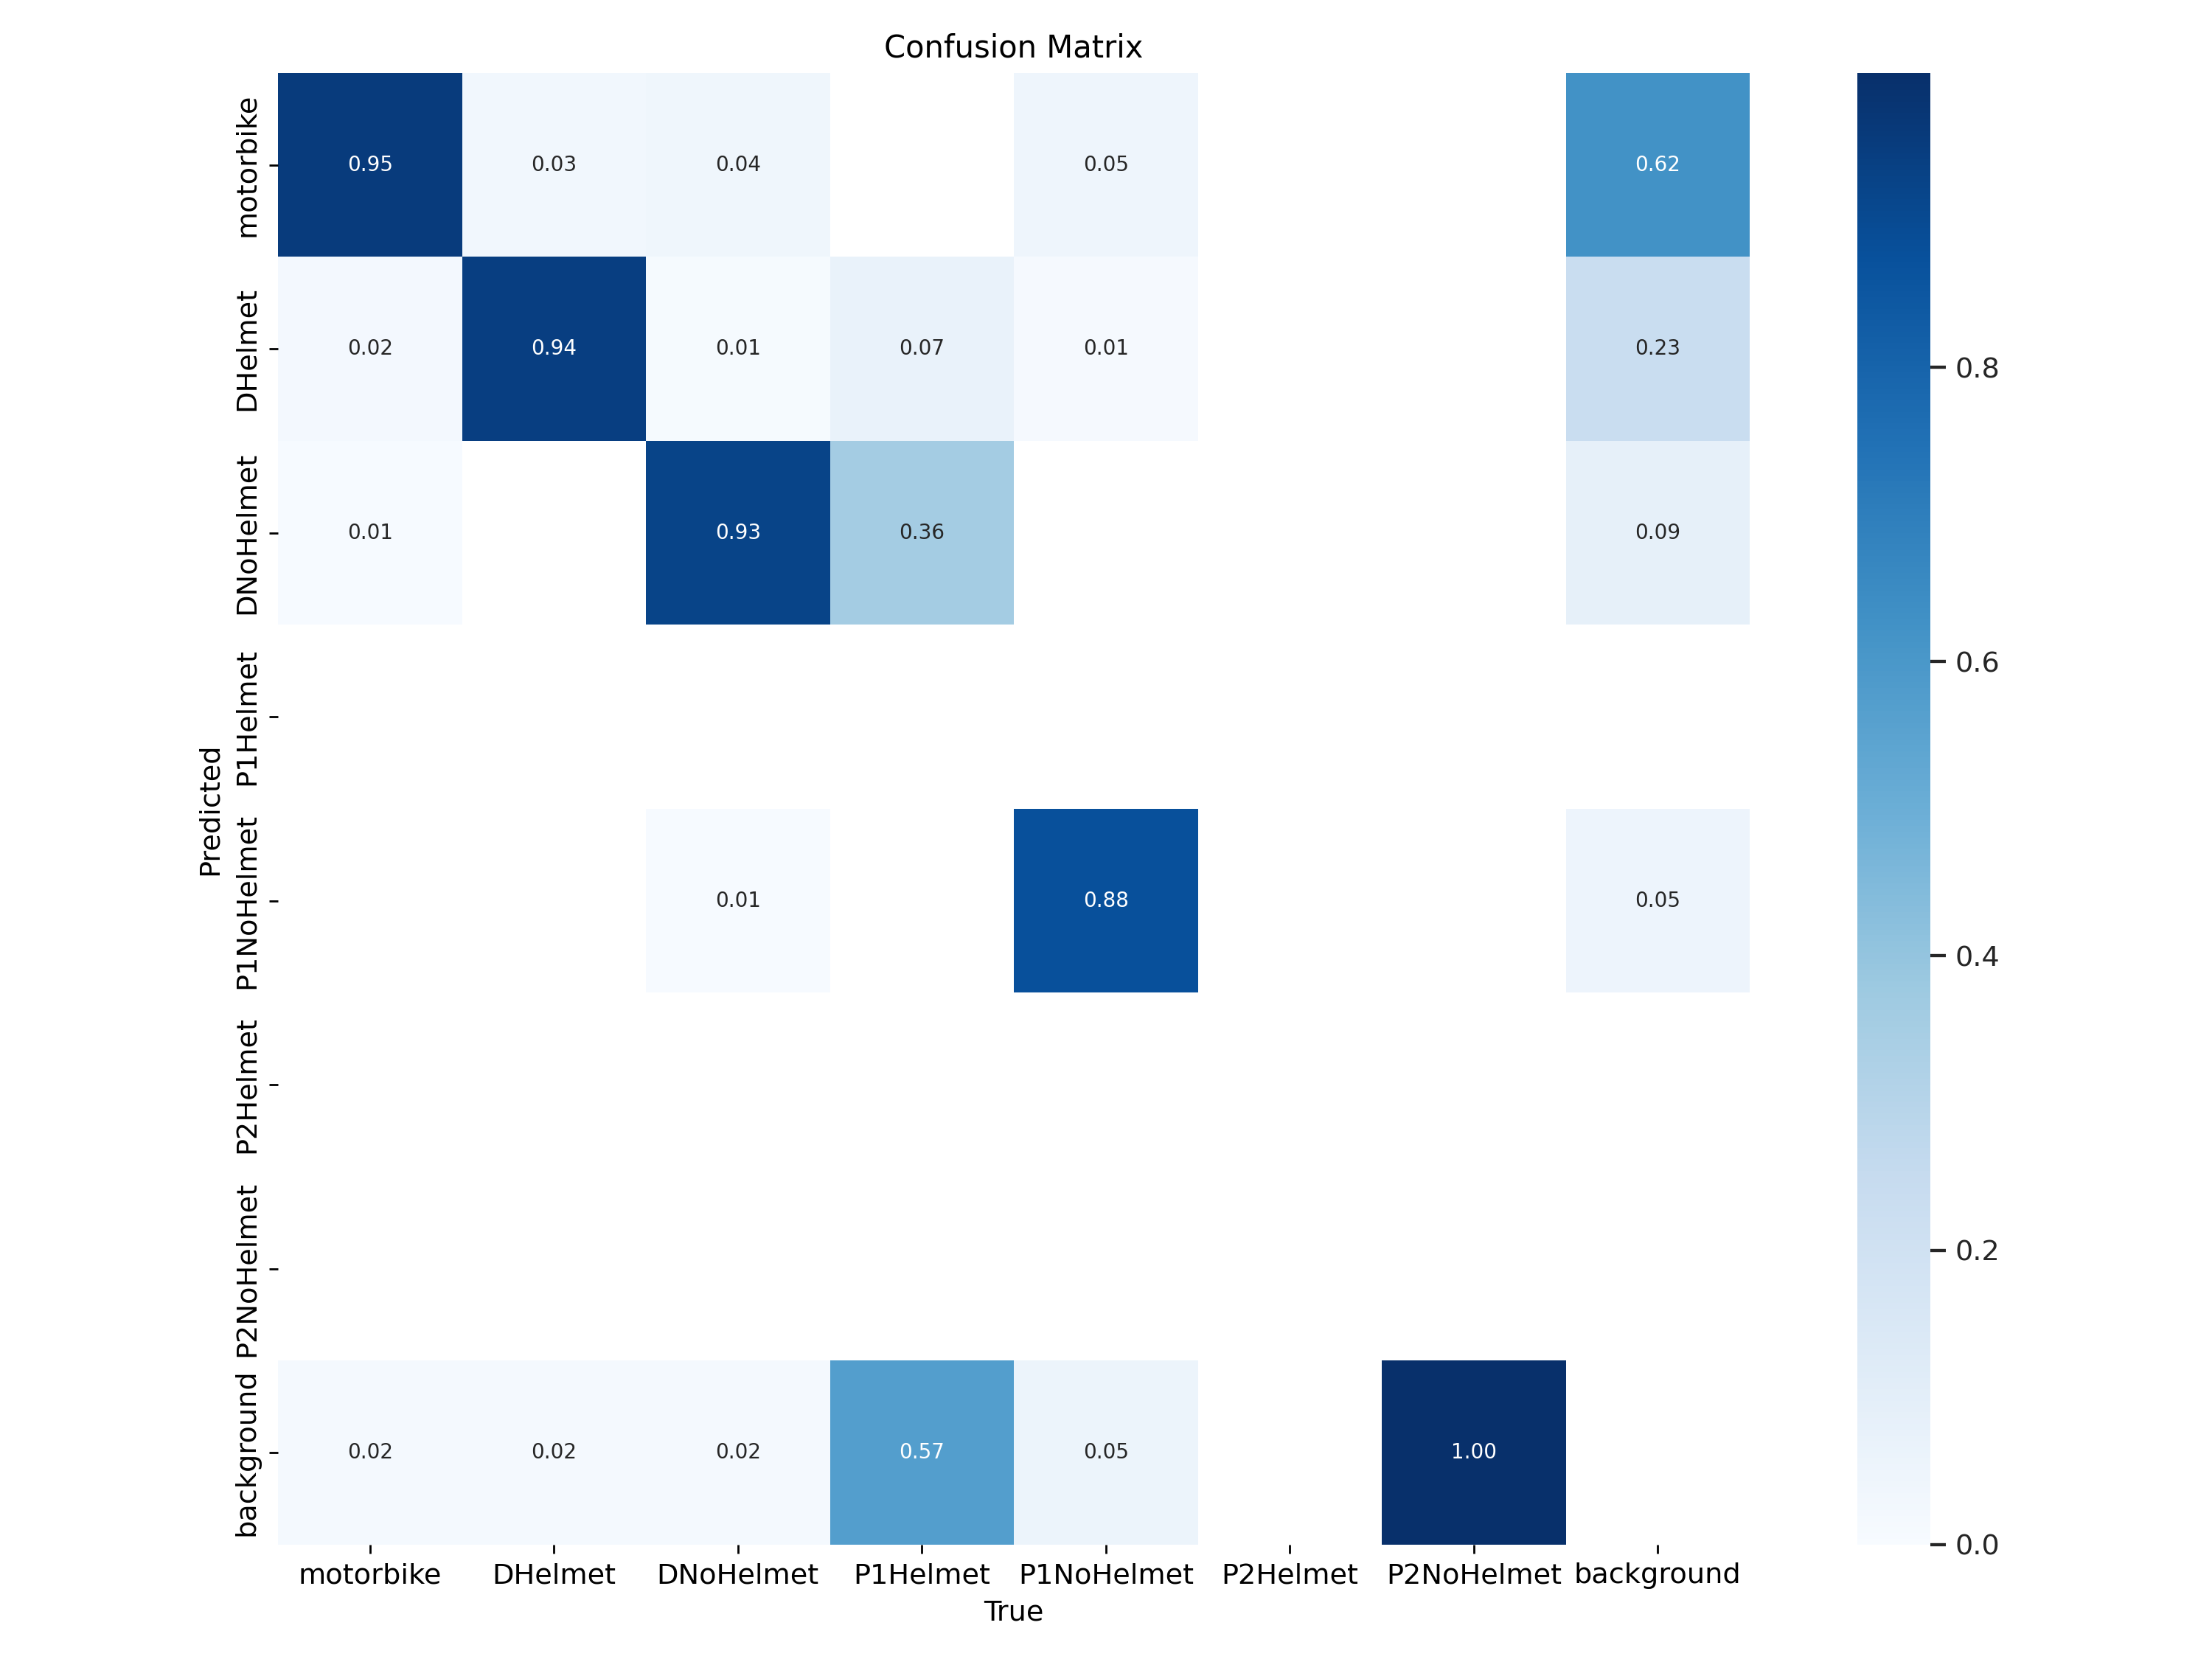 Confusion Matrix
motorbike 0.95 0.03 0.04 0.05 0.62
DHelmet 0.02 0.94 0.01 0.07 0.01 0.23
DNoHelmet 0.01 0.93 0.36 0.09
P1Helmet
P1NoHelmet 0.01 0.88 0.05
P2Helmet
P2NoHelmet
background 0.02 0.02 0.02 0.57 0.05 1.00
Predicted
motorbike DHelmet DNoHelmet P1Helmet P1NoHelmet P2Helmet P2NoHelmet background
True
0.8
0.6
0.4
0.2
0.0